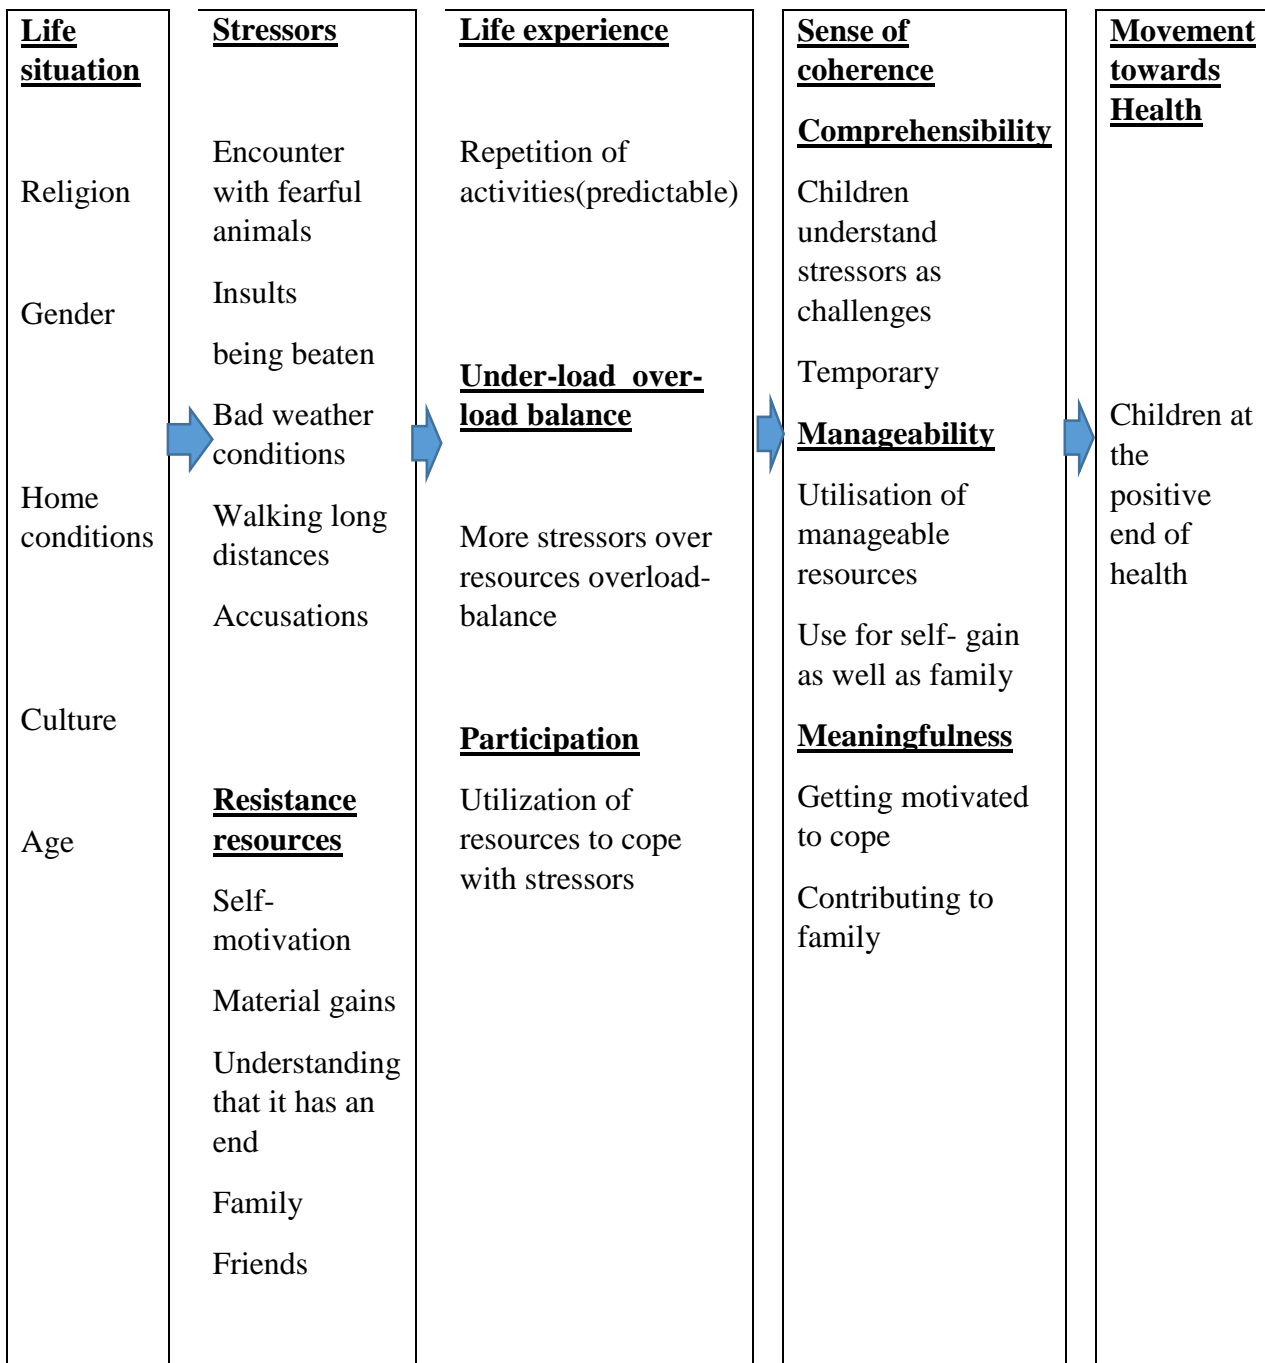 Life
situation
Religion
Gender
Home
conditions
Culture
Age
Stressors
Encounter
with fearful
animals
Insults
being beaten
Bad weather
conditions
Walking long
distances
Accusations
Resistance
resources
Self-
motivation
Material gains
Understanding
that it has an
end
Family
Friends
Life experience
Repetition of
activities(predictable)
Under-load over-
load balance
More stressors over
resources overload-
balance
Participation
Utilization of
resources to cope
with stressors
Sense of
coherence
Comprehensibility
Children
understand
stressors as
challenges
Temporary
Manageability
Utilisation of
manageable
resources
Use for self- gain
as well as family
Meaningfulness
Getting motivated
to cope
Contributing to
family
Movement
towards
Health
Children at
the
positive
end of
health